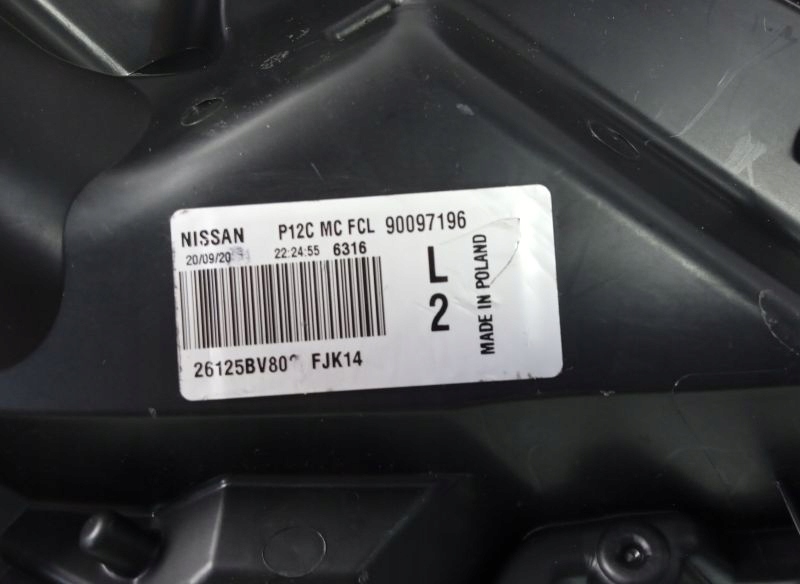 NISSAN P12C MC FCL 90097196
22:24:55 6316
L
2
MADE IN POLAND
FJK14